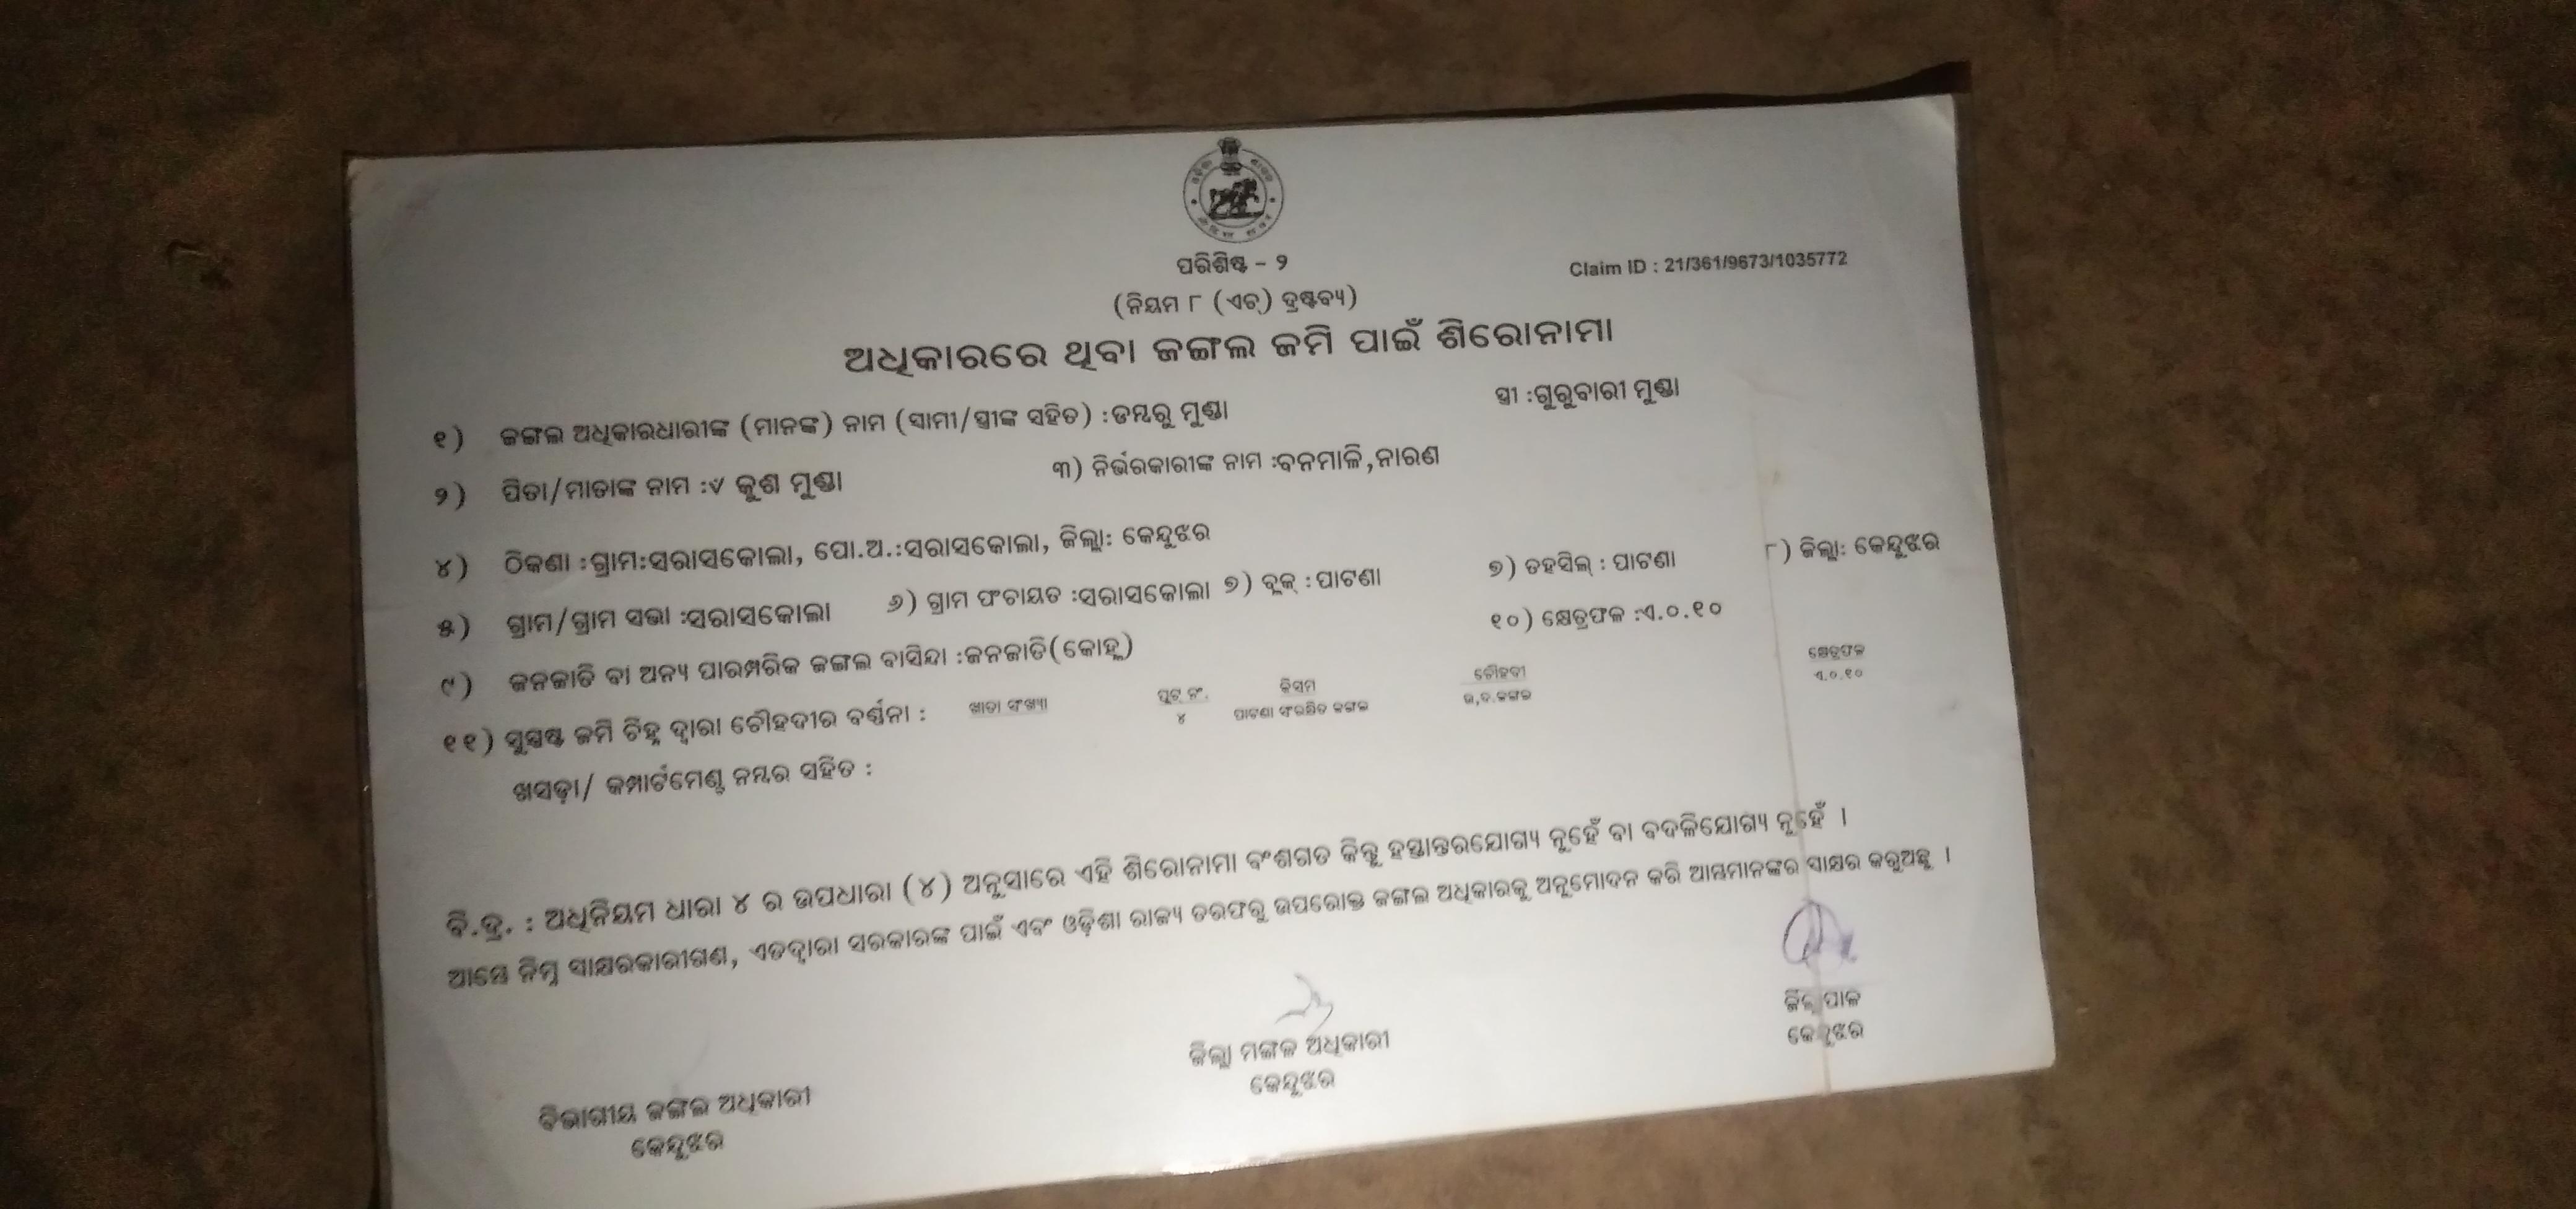 ପରିଶିଷ୍ଟ - ୨
Claim ID : 21/361/9673/1035772
(ନିୟମ ୮ (ଏଚ୍) ଦ୍ରଷ୍ଟବ୍ୟ)
ଅଧିକାରରେ ଥିବା ଜଙ୍ଗଲ ଜମି ପାଇଁ ଶିରୋନାମା
୧) ଜଙ୍ଗଲ ଅଧିକାରଧାରୀଙ୍କ (ମାନଙ୍କ) ନାମ (ସାମୀ/ସ୍ତ୍ରୀଙ୍କ ସହିତ) :ଡମ୍ବରୁ ମୁଣ୍ଡା ସ୍ତ୍ରୀ :ଗୁରୁବାରୀ ମୁଣ୍ଡା
୨) ପିତା/ମାତାଙ୍କ ନାମ :୰ କୁଶ ମୁଣ୍ଡା ୩) ନିର୍ଭରକାରୀଙ୍କ ନାମ :ବନମାଳି,ନାରଣ
୪) ଠିକଣା :ଗ୍ରାମ:ସରାସକୋଲା, ପୋ.ଅ.:ସରାସକୋଲା, ଜିଲ୍ଲା: କେନ୍ଦୁଝର
୫) ଗ୍ରାମ/ଗ୍ରାମ ସଭା :ସରାସକୋଲା ୬) ଗ୍ରାମ ପଂଚାୟତ :ସରାସକୋଲା ୭) ବ୍ଲକ୍ :ପାଟଣା ୭) ତହସିଲ୍ : ପାଟଣା ୮) ଜିଲ୍ଲା: କେନ୍ଦୁଝର
୯) ଜନଜାତି ବା ଅନ୍ୟ ପାରମ୍ପରିକ ଜଙ୍ଗଲ ବାସିନ୍ଦା :ଜନଜାତି(କୋହ୍ଲ) ୧୦) କ୍ଷେତ୍ରଫଳ :ଏ.୦.୧୦
୧୧) ସୁସ୍ପଷ୍ଟ ଜମି ଚିହ୍ନ ଦ୍ୱାରା ଚୌହଦୀର ବର୍ଣ୍ଣନା : ଖାତା ସଂଖ୍ୟା ପ୍ଲଟ୍ ନଂ. କିସମ ଚୌହଦୀ କ୍ଷେତ୍ରଫଳ
୪ ପାଟଣା ସଂରକ୍ଷିତ ଜଙ୍ଗଲ ଉ,ଦ.ଜଙ୍ଗଲ ଏ.୦.୧୦
ଖସଡ଼ା/ କମ୍ପାର୍ଟମେଣ୍ଟ ନମ୍ବର ସହିତ :
ବି.ଦ୍ର. : ଅଧିନିୟମ ଧାରା ୪ ର ଉପଧାରା (୪) ଅନୁସାରେ ଏହି ଶିରୋନାମା ବଂଶଗତ କିନ୍ତୁ ହସ୍ତାନ୍ତରଯୋଗ୍ୟ ନୁହେଁ ବା ବଦଳିଯୋଗ୍ୟ ନୁହେଁ ।
ଆମ୍ଭେ ନିମ୍ନ ସାକ୍ଷରକାରୀଗଣ, ଏତଦ୍ୱାରା ସରକାରଙ୍କ ପାଇଁ ଏବଂ ଓଡ଼ିଶା ରାଜ୍ୟ ତରଫରୁ ଉପରୋକ୍ତ ଜଙ୍ଗଲ ଅଧିକାରକୁ ଅନୁମୋଦନ କରି ଆମ୍ଭମାନଙ୍କର ସାକ୍ଷର କରୁଅଛୁ ।
ବିଭାଗୀୟ ଜଙ୍ଗଲ ଅଧିକାରୀ
କେନ୍ଦୁଝର
ଜିଲ୍ଲା ମଙ୍ଗଳ ଅଧିକାରୀ
କେନ୍ଦୁଝର
ଜିଲ୍ଲାପାଳ
କେନ୍ଦୁଝର